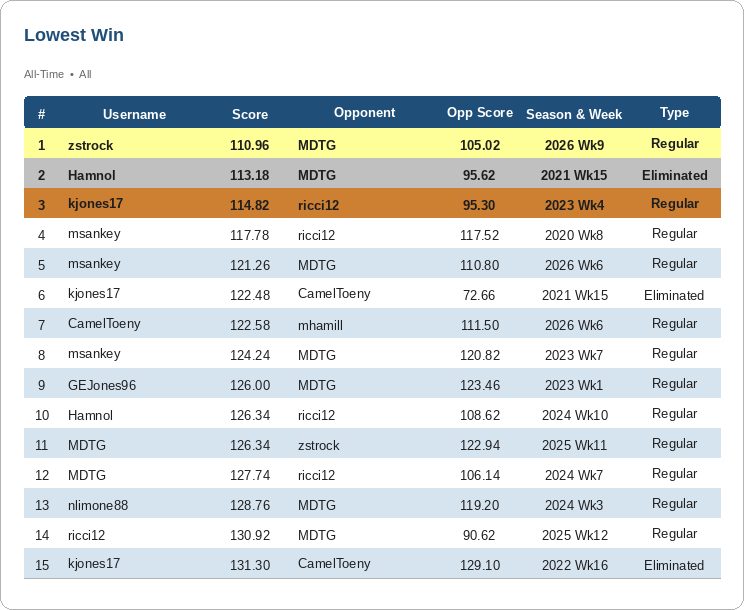 Lowest Win
All-Time • All
# Username Score Opponent Opp Score Season & Week Type
1 zstrock 110.96 MDTG 105.02 2026 Wk9 Regular
2 Hamnol 113.18 MDTG 95.62 2021 Wk15 Eliminated
3 kjones17 114.82 ricci12 95.30 2023 Wk4 Regular
4 msankey 117.78 ricci12 117.52 2020 Wk8 Regular
5 msankey 121.26 MDTG 110.80 2026 Wk6 Regular
6 kjones17 122.48 CamelToeny 72.66 2021 Wk15 Eliminated
7 CamelToeny 122.58 mhamill 111.50 2026 Wk6 Regular
8 msankey 124.24 MDTG 120.82 2023 Wk7 Regular
9 GEJones96 126.00 MDTG 123.46 2023 Wk1 Regular
10 Hamnol 126.34 ricci12 108.62 2024 Wk10 Regular
11 MDTG 126.34 zstrock 122.94 2025 Wk11 Regular
12 MDTG 127.74 ricci12 106.14 2024 Wk7 Regular
13 nlimone88 128.76 MDTG 119.20 2024 Wk3 Regular
14 ricci12 130.92 MDTG 90.62 2025 Wk12 Regular
15 kjones17 131.30 CamelToeny 129.10 2022 Wk16 Eliminated